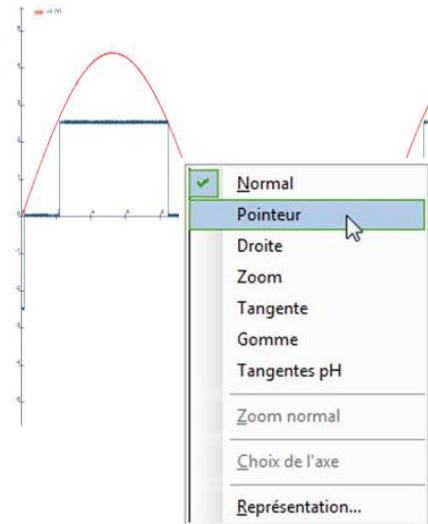 Normal
Pointeur
Droite
Zoom
Tangente
Gomme
Tangentes pH
Zoom normal
Choix de l'axe
Représentation...